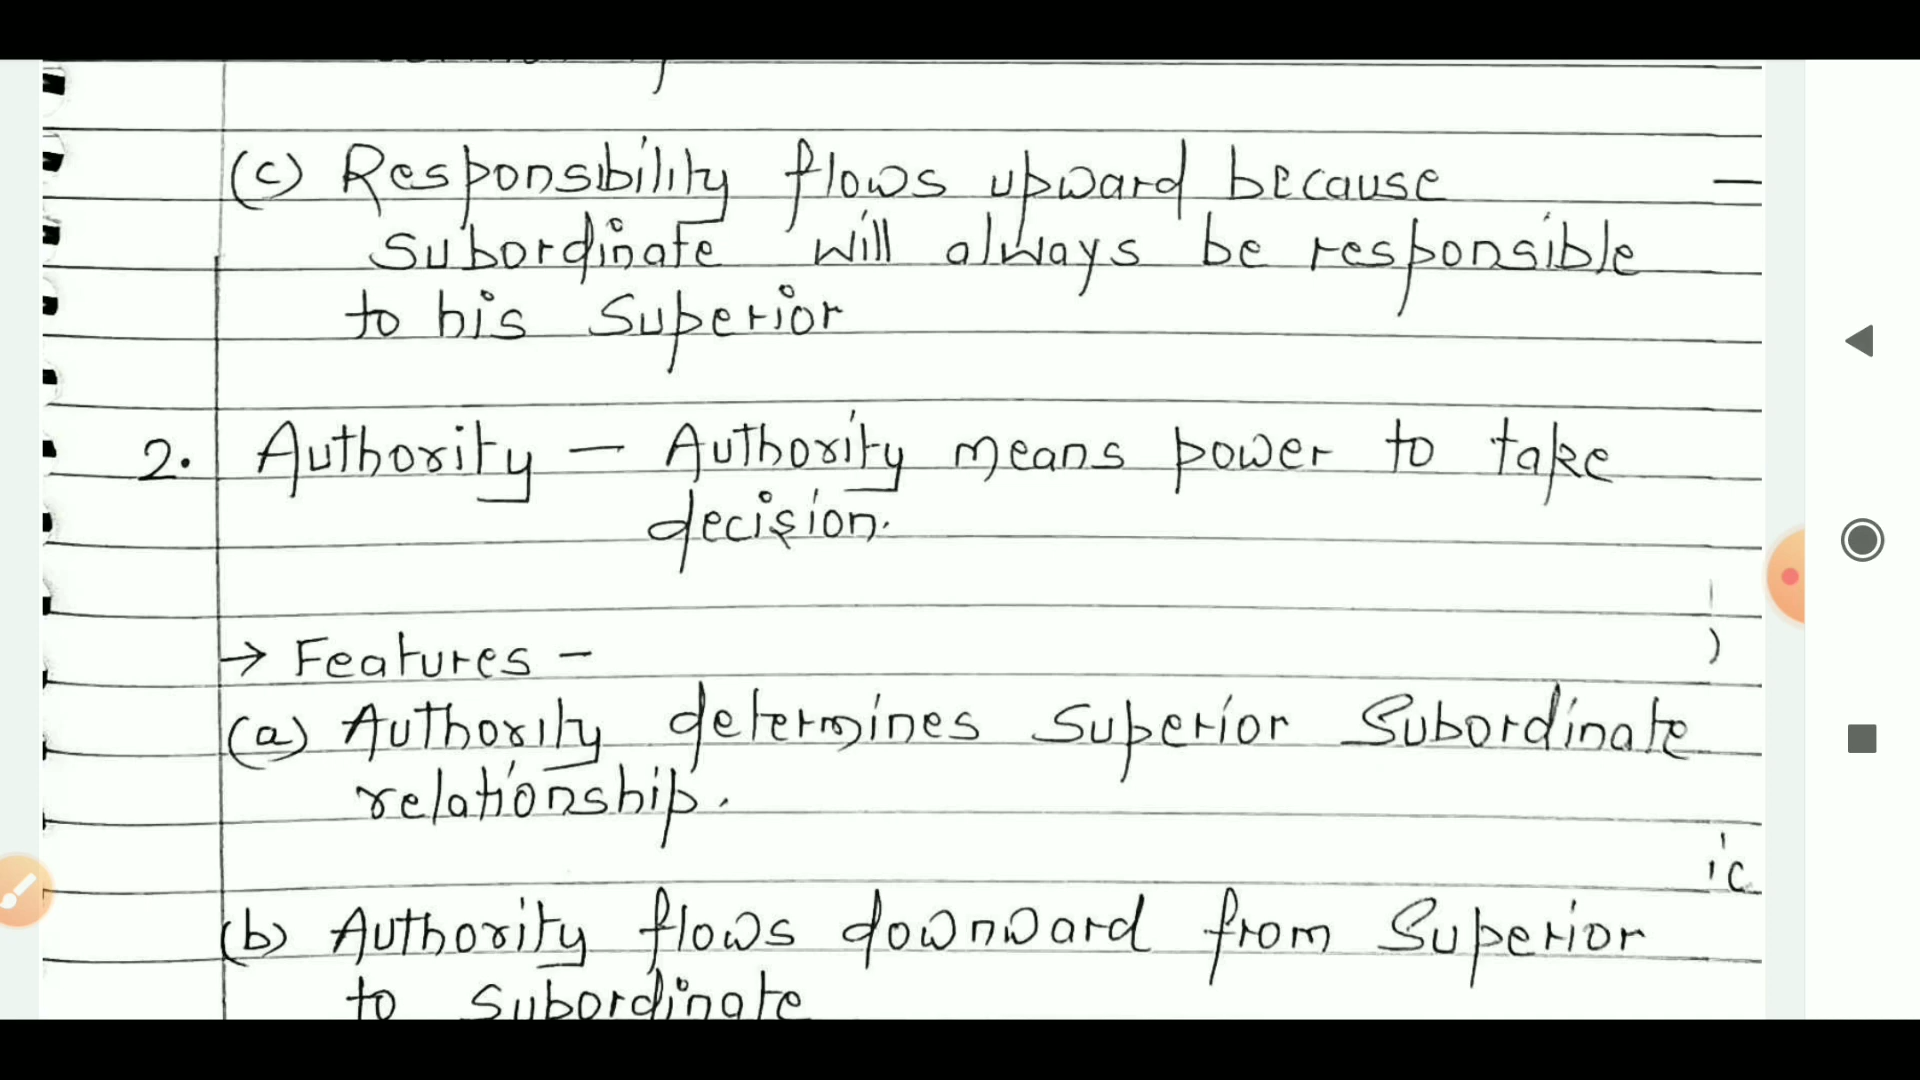 (c) Responsibility flows upward because —
subordinate will always be responsible
to his superior
2. Authority — Authority means power to take
decision.
→ Features -
(a) Authority determines Superior Subordinate
relationship.
ic
(b) Authority flows downward from Superior
to subordinate